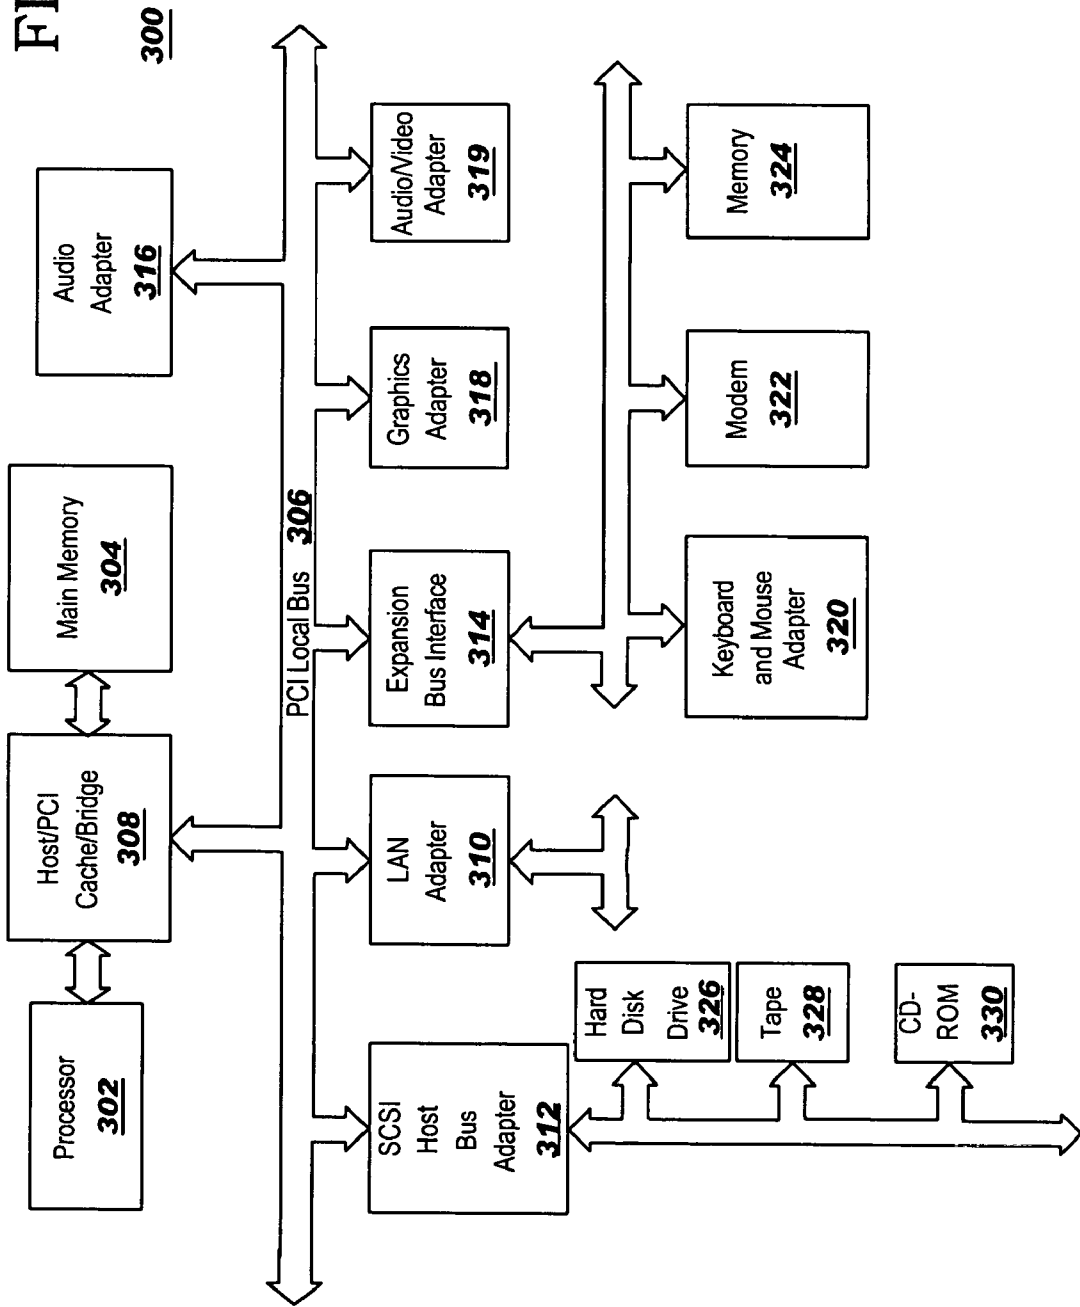 FI
300
Processor
302
Host/PCI
Cache/Bridge
308
Main Memory
304
Audio
Adapter
316
PCI Local Bus
306
SCSI
Host
Bus
Adapter
312
LAN
Adapter
310
Expansion
Bus Interface
314
Graphics
Adapter
318
Audio/Video
Adapter
319
Hard
Disk
Drive
326
Tape
328
CD-
ROM
330
Keyboard
and Mouse
Adapter
320
Modem
322
Memory
324